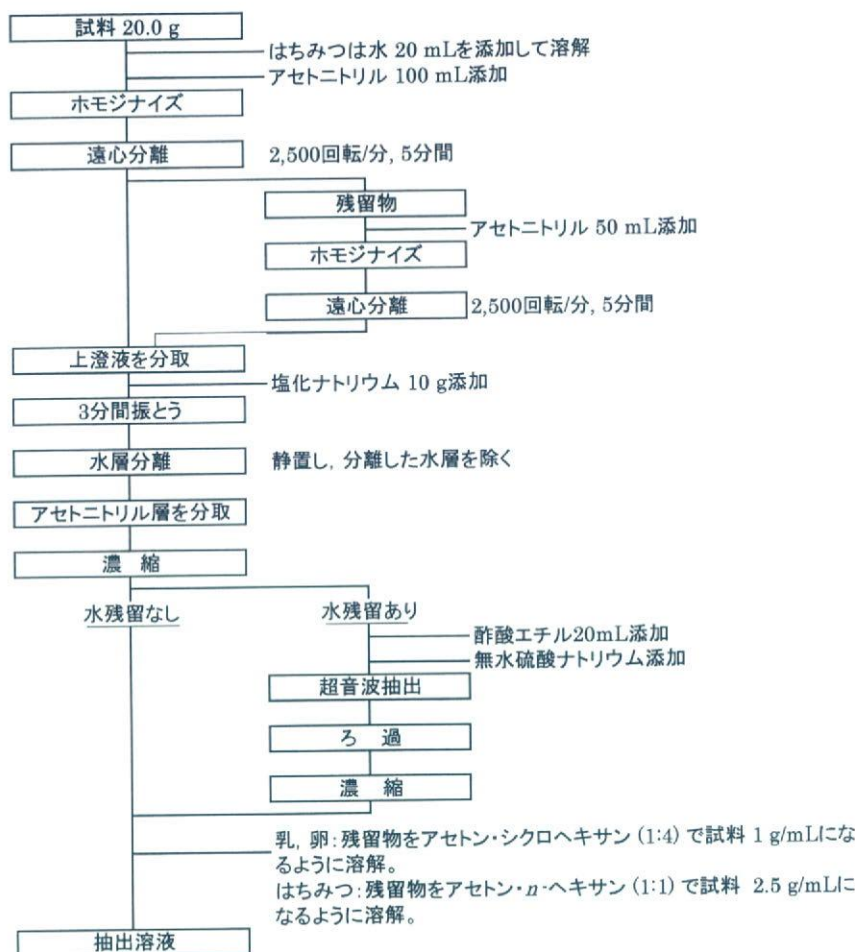 試料 20.0 g
はちみつは水 20 mLを添加して溶解
アセトニトリル 100 mL添加
ホモジナイズ
遠心分離
2,500回転/分, 5分間
残留物
アセトニトリル 50 mL添加
ホモジナイズ
遠心分離
2,500回転/分, 5分間
上澄液を分取
塩化ナトリウム 10 g添加
3分間振とう
水層分離
静置し, 分離した水層を除く
アセトニトリル層を分取
濃 縮
水残留なし
水残留あり
酢酸エチル20mL添加
無水硫酸ナトリウム添加
超音波抽出
ろ 過
濃 縮
乳, 卵:残留物をアセトン・シクロヘキサン (1:4) で試料 1 g/mLにな
るように溶解。
はちみつ:残留物をアセトン・n-ヘキサン (1:1) で試料 2.5 g/mLに
なるように溶解。
抽出溶液